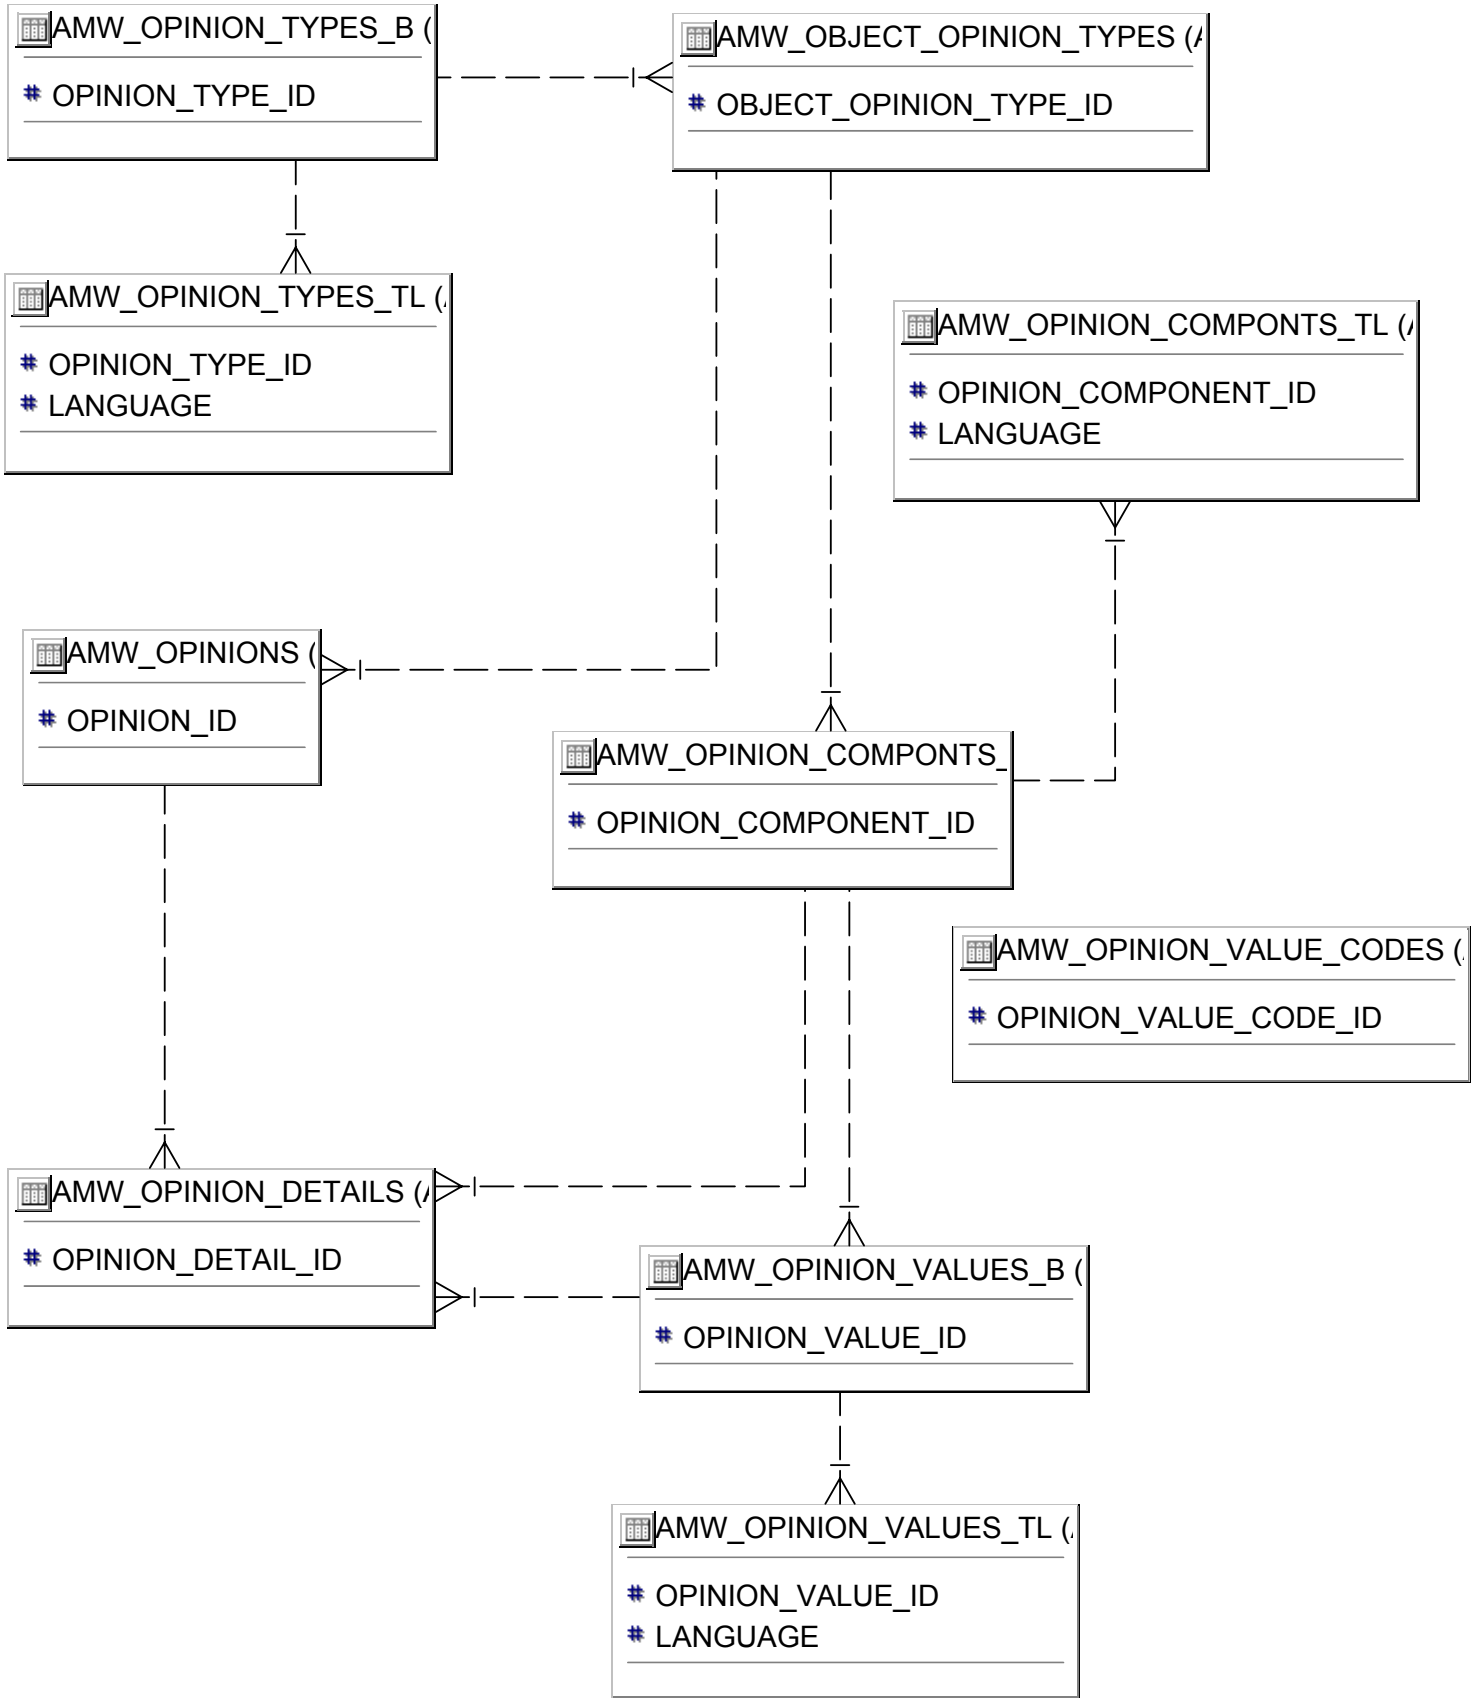 AMW_OPINION_TYPES_B (
# OPINION_TYPE_ID
AMW_OBJECT_OPINION_TYPES (
# OBJECT_OPINION_TYPE_ID
AMW_OPINION_TYPES_TL (
# OPINION_TYPE_ID
# LANGUAGE
AMW_OPINION_COMPONTS_TL (
# OPINION_COMPONENT_ID
# LANGUAGE
AMW_OPINIONS (
# OPINION_ID
AMW_OPINION_COMPONTS_
# OPINION_COMPONENT_ID
AMW_OPINION_VALUE_CODES (
# OPINION_VALUE_CODE_ID
AMW_OPINION_DETAILS (
# OPINION_DETAIL_ID
AMW_OPINION_VALUES_B (
# OPINION_VALUE_ID
AMW_OPINION_VALUES_TL (
# OPINION_VALUE_ID
# LANGUAGE